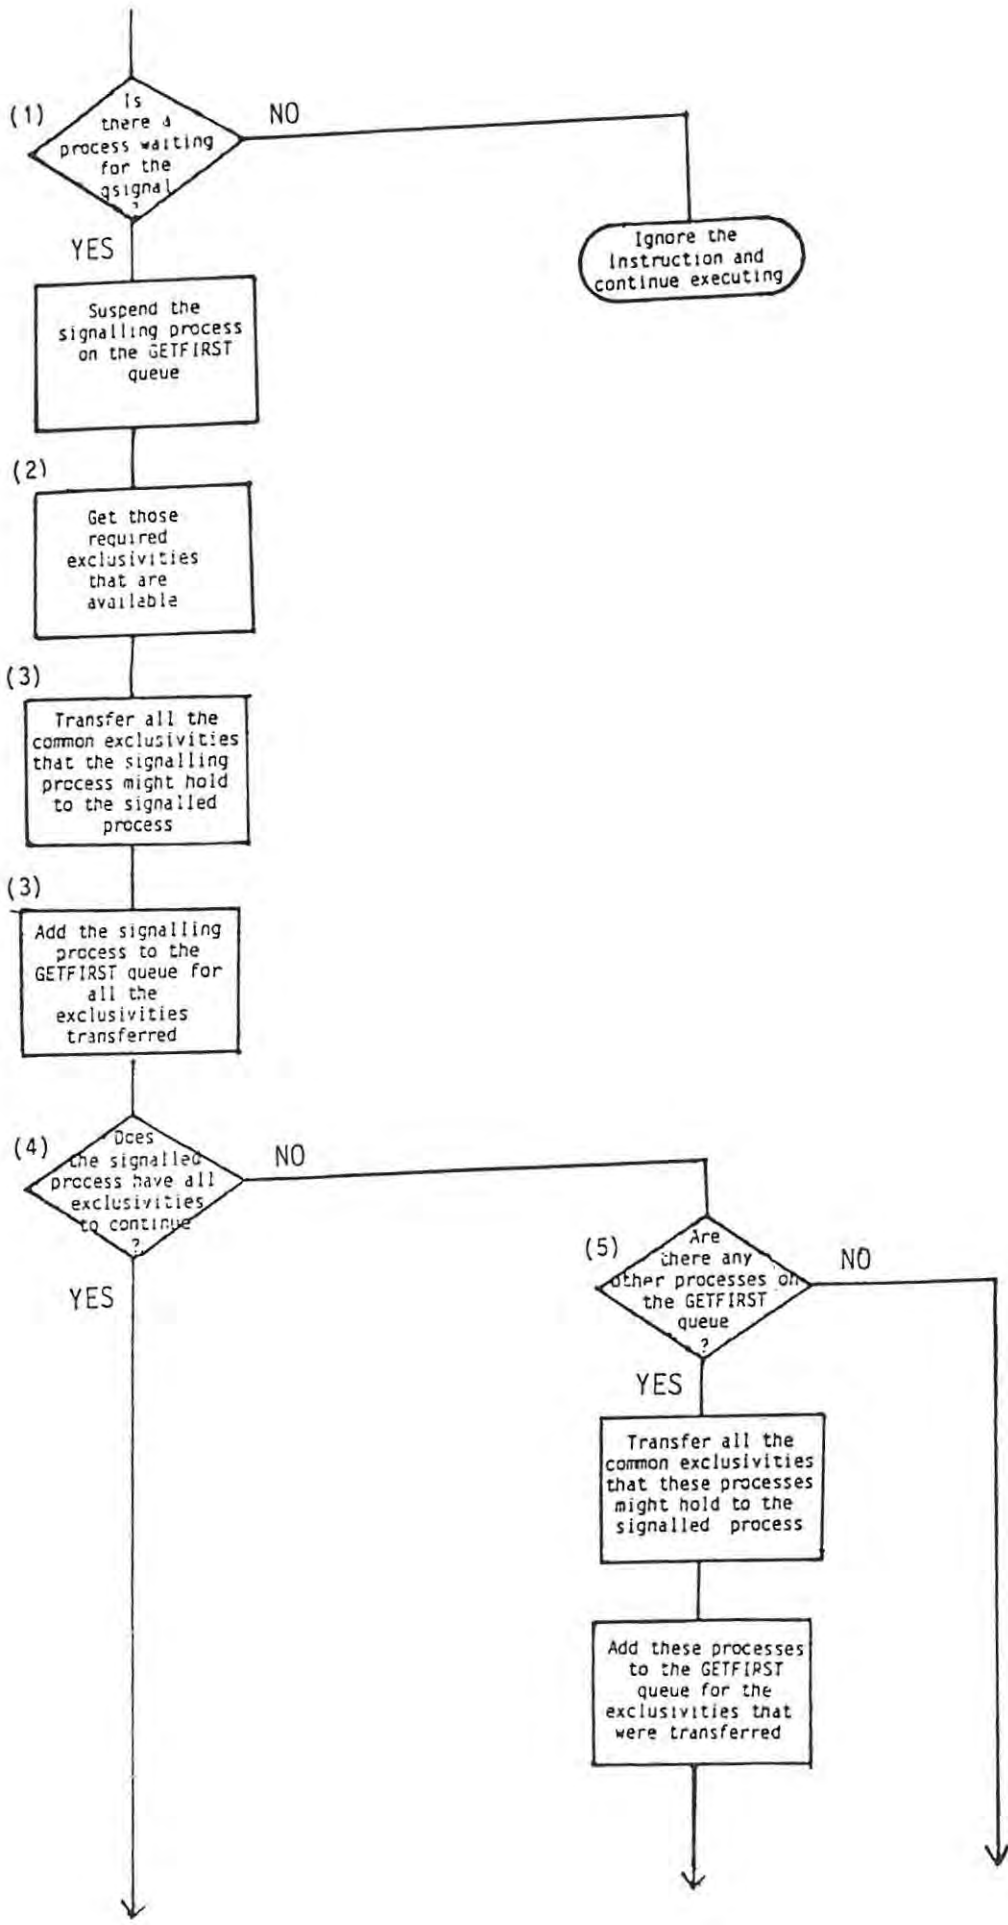 (1)
Is
there a
process waiting
for the
qsignal
?
NO
YES
Ignore the
Instruction and
continue executing
Suspend the
signalling process
on the GETFIRST
queue
(2)
Get those
required
exclusivities
that are
available
(3)
Transfer all the
common exclusivities
that the signalling
process might hold
to the signalled
process
(3)
Add the signalling
process to the
GETFIRST queue for
all the
exclusivities
transferred
(4)
Does
the signalled
process have all
exclusivities
to continue
?
NO
YES
(5)
Are
there any
other processes on
the GETFIRST
queue
?
NO
YES
Transfer all the
common exclusivities
that these processes
might hold to the
signalled process
Add these processes
to the GETFIRST
queue for the
exclusivities that
were transferred